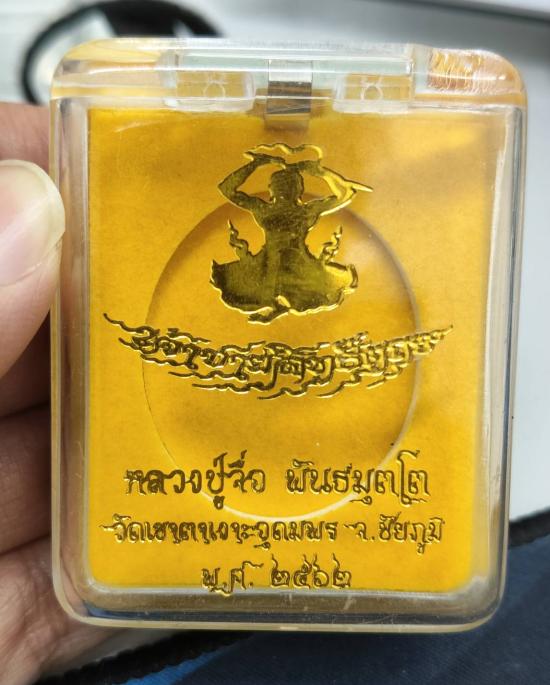 หลวงปู่จื่อ พันธมุตโต
วัดเขาตาเงาะอุดมพร จ.ชัยภูมิ
พ.ศ. ๒๕๖๒